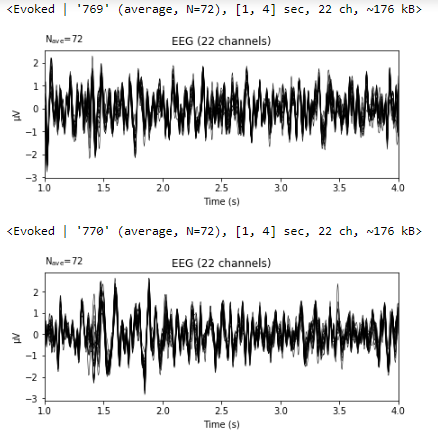 <Evoked | '769' (average, N=72), [1, 4] sec, 22 ch, ~176 kB>
Nave=72
EEG (22 channels)
2
1
0
−1
−2
−3
µV
1.0 1.5 2.0 2.5 3.0 3.5 4.0
Time (s)
<Evoked | '770' (average, N=72), [1, 4] sec, 22 ch, ~176 kB>
Nave=72
EEG (22 channels)
2
1
0
−1
−2
−3
µV
1.0 1.5 2.0 2.5 3.0 3.5 4.0
Time (s)